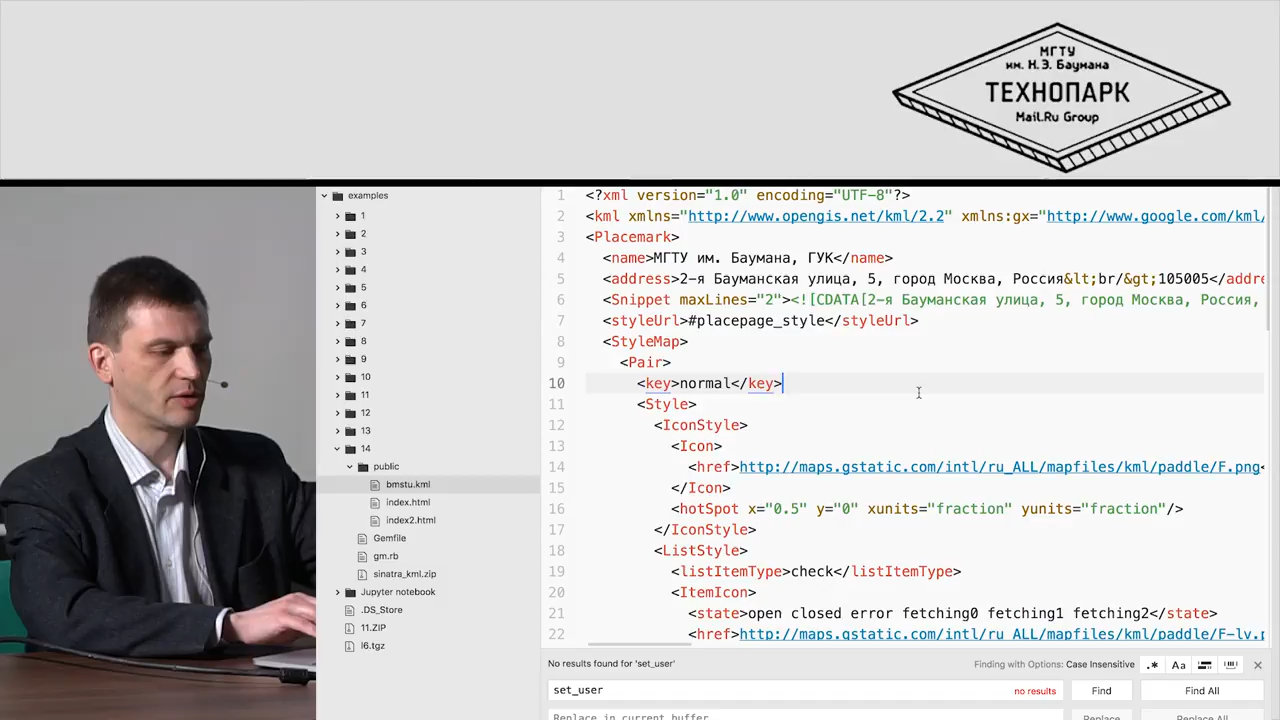 МГТУ
им. Н.Э. Баумана
ТЕХНОПАРК
Mail.Ru Group
examples
1
2
3
4
5
6
7
8
9
10
11
12
13
14
public
bmstu.kml
index.html
index2.html
Gemfile
gm.rb
sinatra_kml.zip
Jupyter notebook
.DS_Store
11.ZIP
l6.tgz
1 <?xml version="1.0" encoding="UTF-8"?>
2 <kml xmlns="http://www.opengis.net/kml/2.2" xmlns:gx="http://www.google.com/kml/
3 <Placemark>
4 <name>МГТУ им. Баумана, ГУК</name>
5 <address>2-я Бауманская улица, 5, город Москва, Россия&lt;br/&gt;105005</addre
6 <Snippet maxLines="2"><![CDATA[2-я Бауманская улица, 5, город Москва, Россия,
7 <styleUrl>#placepage_style</styleUrl>
8 <StyleMap>
9 <Pair>
10 <key>normal</key>
11 <Style>
12 <IconStyle>
13 <Icon>
14 <href>http://maps.gstatic.com/intl/ru_ALL/mapfiles/kml/paddle/F.png<
15 </Icon>
16 <hotSpot x="0.5" y="0" xunits="fraction" yunits="fraction"/>
17 </IconStyle>
18 <ListStyle>
19 <listItemType>check</listItemType>
20 <ItemIcon>
21 <state>open closed error fetching0 fetching1 fetching2</state>
22 <href>http://maps.gstatic.com/intl/ru_ALL/mapfiles/kml/paddle/F-lv.p
No results found for 'set_user'
Finding with Options: Case Insensitive
.* Aa
set_user
no results
Find
Find All
Replace in current buffer
Replace
Replace All